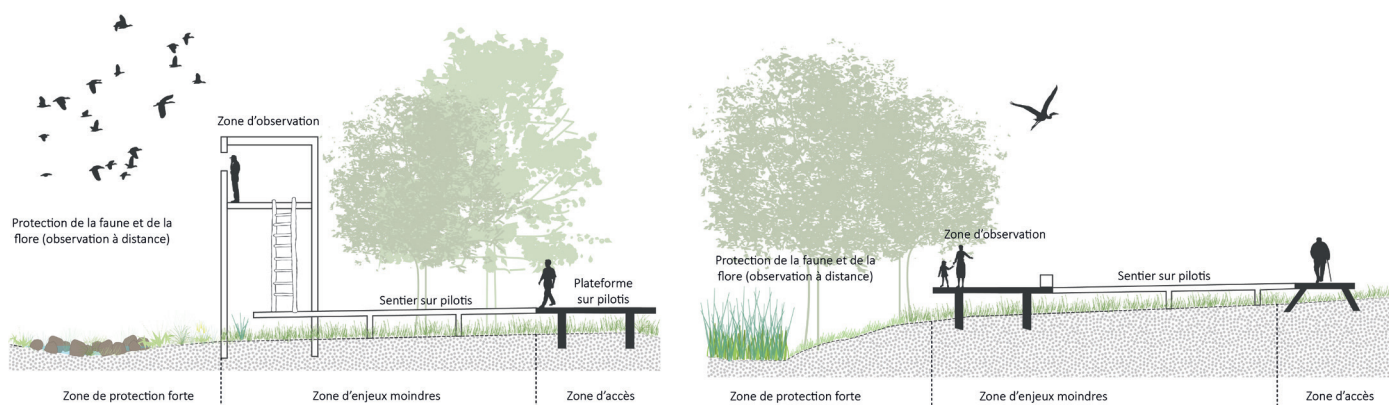 Zone d'observation
Protection de la faune et de la
flore (observation à distance)
Sentier sur pilotis
Plateforme
sur pilotis
Zone de protection forte
Zone d'enjeux moindres
Zone d'accès
Zone d'observation
Protection de la faune et de la
flore (observation à distance)
Sentier sur pilotis
Zone de protection forte
Zone d'enjeux moindres
Zone d'accès